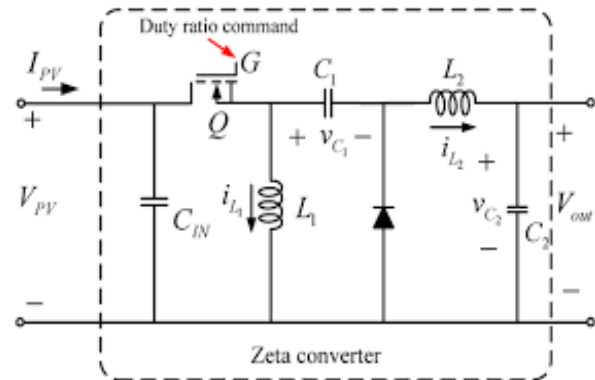 Duty ratio command
I_PV
G
Q
C_1
L_2
+
+ v_C1 −
i_L2
+
+
V_PV
C_IN
i_L1
L_1
v_C2
C_2
V_out
−
−
−
Zeta converter